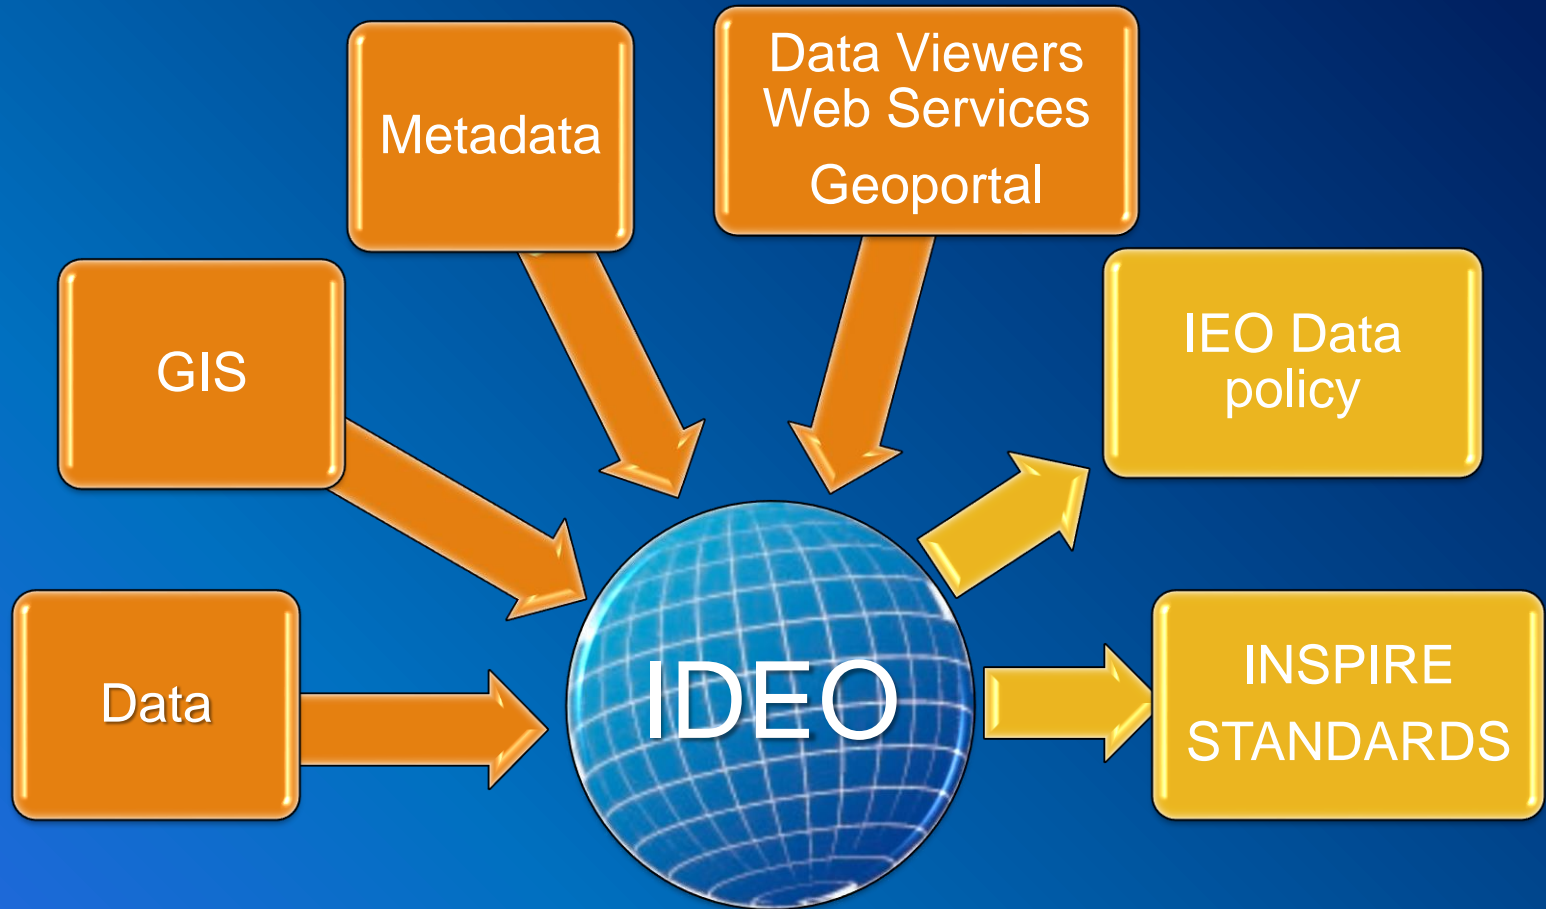 Data Viewers
Web Services
Geoportal
Metadata
GIS
IEO Data
policy
Data
IDEO
INSPIRE
STANDARDS